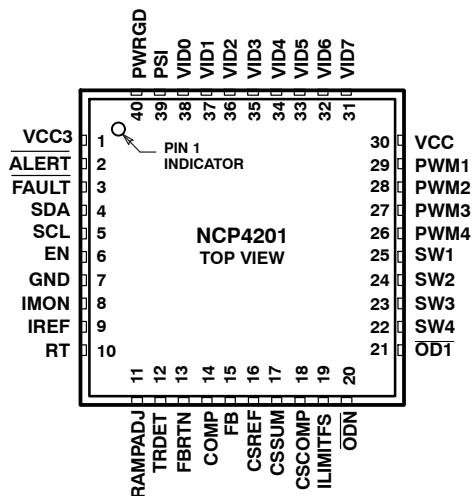 PWRGD
PSI
VID0
VID1
VID2
VID3
VID4
VID5
VID6
VID7
40
39
38
37
36
35
34
33
32
31
VCC3 1
ALERT 2
FAULT 3
SDA 4
SCL 5
EN 6
GND 7
IMON 8
IREF 9
RT 10
PIN 1
INDICATOR
NCP4201
TOP VIEW
30 VCC
29 PWM1
28 PWM2
27 PWM3
26 PWM4
25 SW1
24 SW2
23 SW3
22 SW4
21 OD1
11
12
13
14
15
16
17
18
19
20
RAMPADJ
TRDET
FBRTN
COMP
FB
CSREF
CSSUM
CSCOMP
ILIMITFS
ODN